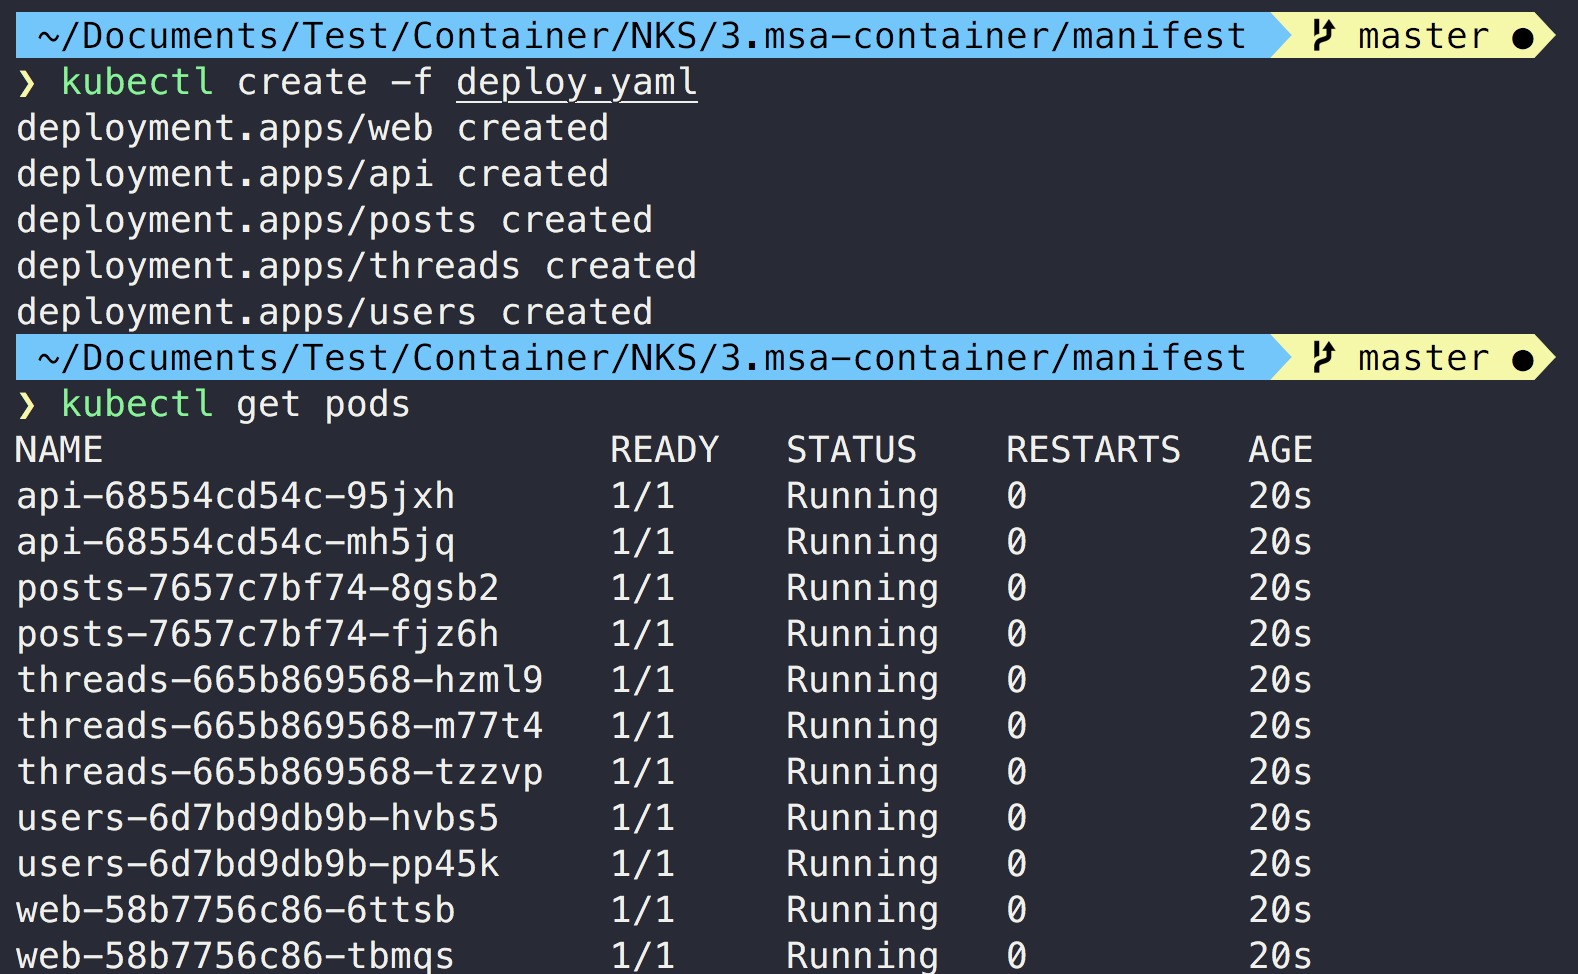 ~/Documents/Test/Container/NKS/3.msa-container/manifest master ●
❯ kubectl create -f deploy.yaml
deployment.apps/web created
deployment.apps/api created
deployment.apps/posts created
deployment.apps/threads created
deployment.apps/users created
~/Documents/Test/Container/NKS/3.msa-container/manifest master ●
❯ kubectl get pods
NAME READY STATUS RESTARTS AGE
api-68554cd54c-95jxh 1/1 Running 0 20s
api-68554cd54c-mh5jq 1/1 Running 0 20s
posts-7657c7bf74-8gsb2 1/1 Running 0 20s
posts-7657c7bf74-fjz6h 1/1 Running 0 20s
threads-665b869568-hzml9 1/1 Running 0 20s
threads-665b869568-m77t4 1/1 Running 0 20s
threads-665b869568-tzzvp 1/1 Running 0 20s
users-6d7bd9db9b-hvbs5 1/1 Running 0 20s
users-6d7bd9db9b-pp45k 1/1 Running 0 20s
web-58b7756c86-6ttsb 1/1 Running 0 20s
web-58b7756c86-tbmqs 1/1 Running 0 20s